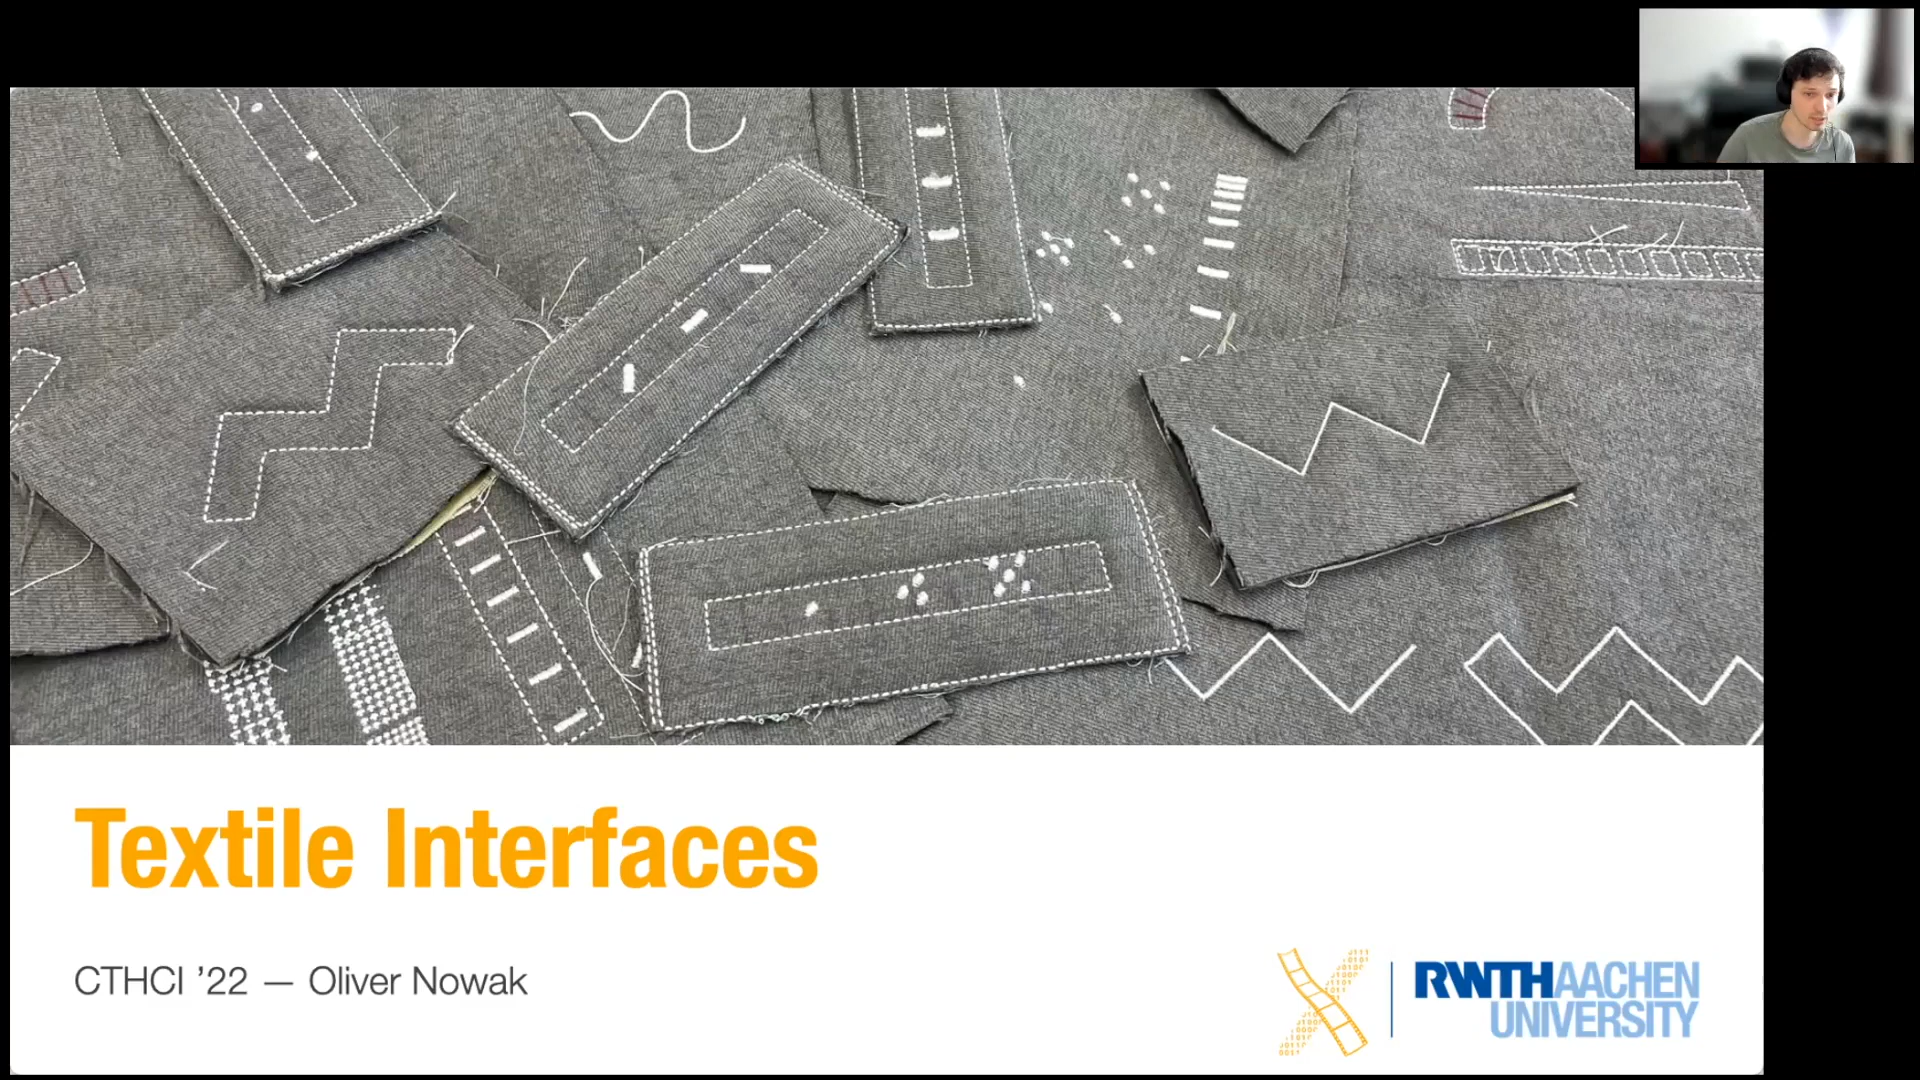 Textile Interfaces
CTHCI ’22 — Oliver Nowak
RWTHAACHEN
UNIVERSITY